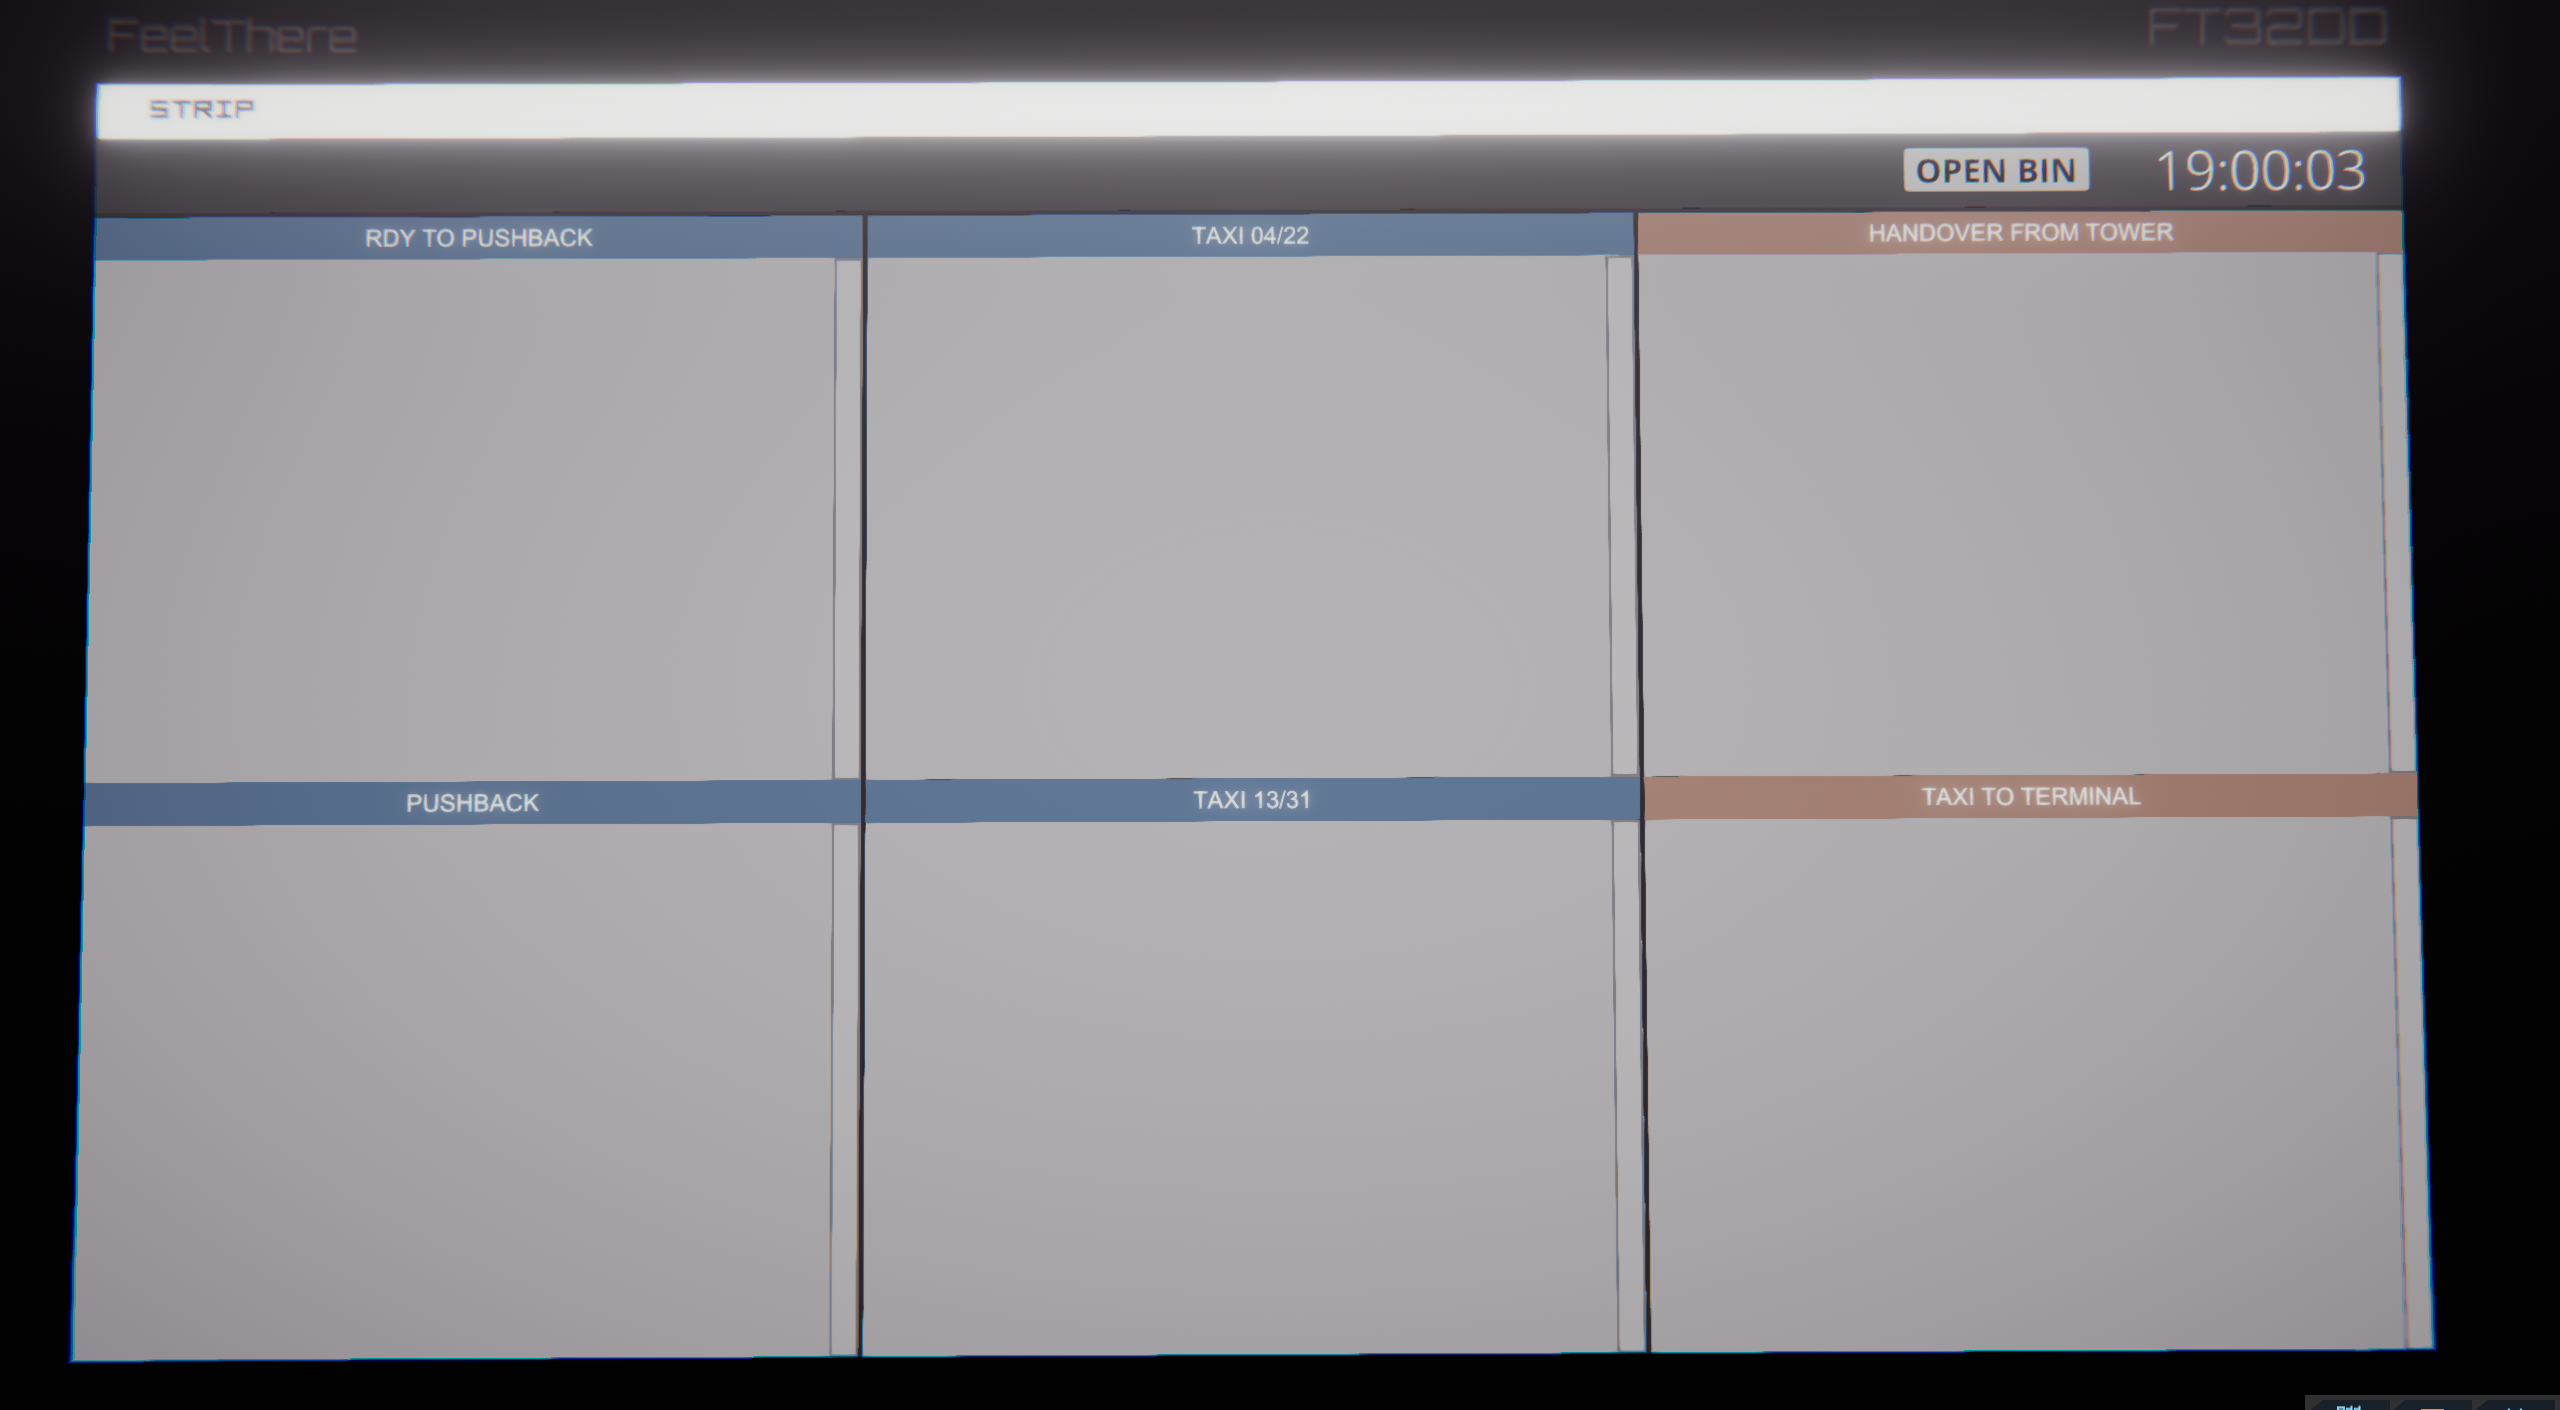 FeelThere
FT32DD
STRIP
OPEN BIN
19:00:03
RDY TO PUSHBACK
TAXI 04/22
HANDOVER FROM TOWER
PUSHBACK
TAXI 13/31
TAXI TO TERMINAL